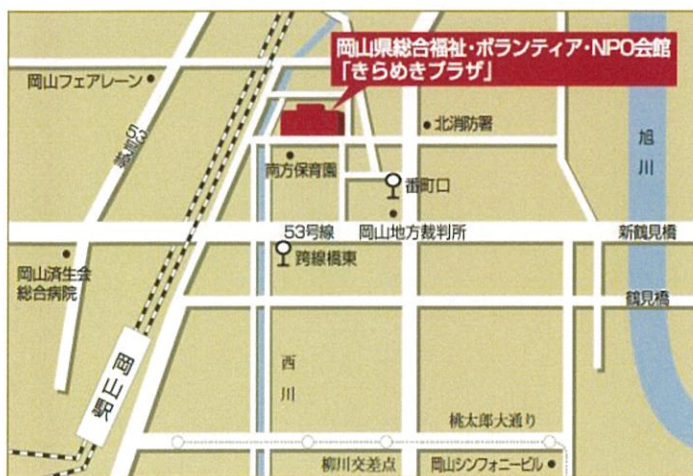 岡山県総合福祉・ボランティア・NPO会館
「きらめきプラザ」
岡山フェアレーン
53号線
北消防署
旭川
南方保育園
番町口
53号線
岡山地方裁判所
新鶴見橋
跨線橋東
岡山済生会
総合病院
鶴見橋
岡山駅
西川
桃太郎大通り
柳川交差点
岡山シンフォニービル